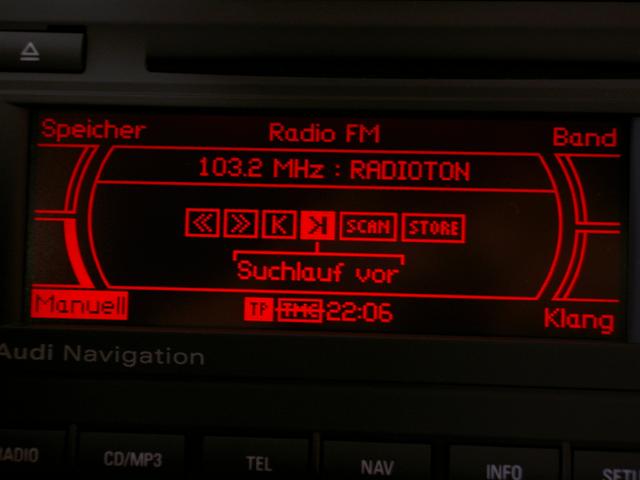 Speicher Radio FM Band
103.2 MHz : RADIOTON
SCAN STORE
Suchlauf vor
Manuell TP TMC 22:06 Klang
Audi Navigation
RADIO CD/MP3 TEL NAV INFO